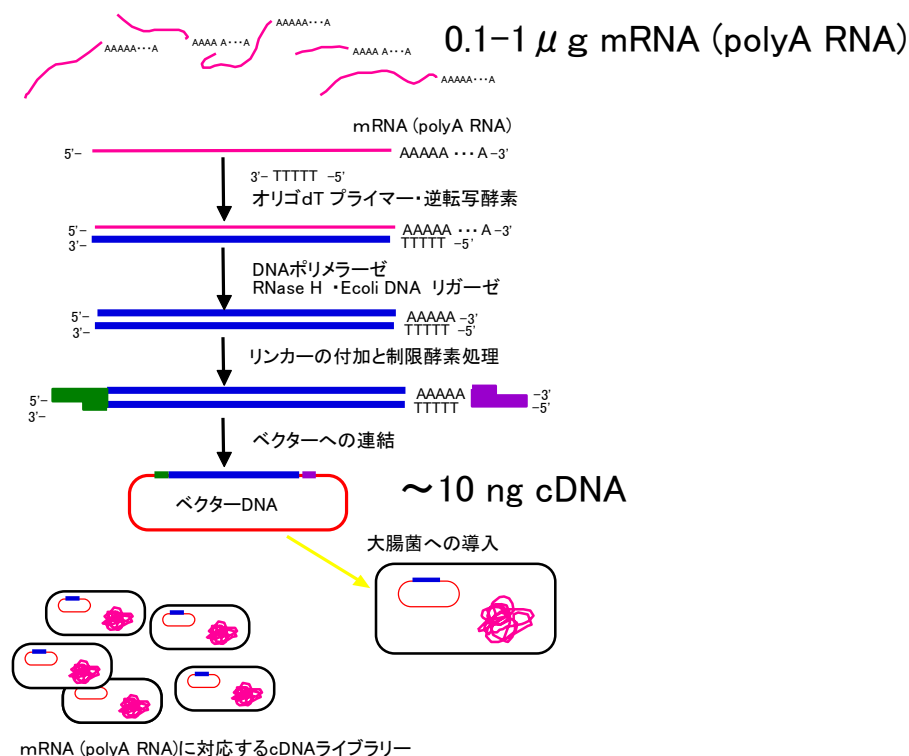 AAAAA・・・A
AAAA A・・・A
AAAAA・・・A
AAAA A・・・A
AAAAA・・・A
0.1-1 μg mRNA (polyA RNA)
mRNA (polyA RNA)
5'-
AAAAA ・・・A-3'
3'- TTTTT -5'
オリゴdT プライマー・逆転写酵素
5'-
AAAAA ・・・A-3'
3'-
TTTTT -5'
DNAポリメラーゼ
RNase H ・Ecoli DNA リガーゼ
5'-
AAAAA -3'
3'-
TTTTT -5'
リンカーの付加と制限酵素処理
5'-
AAAAA
-3'
3'-
TTTTT
-5'
ベクターへの連結
ベクターDNA
～10 ng cDNA
大腸菌への導入
mRNA (polyA RNA)に対応するcDNAライブラリー